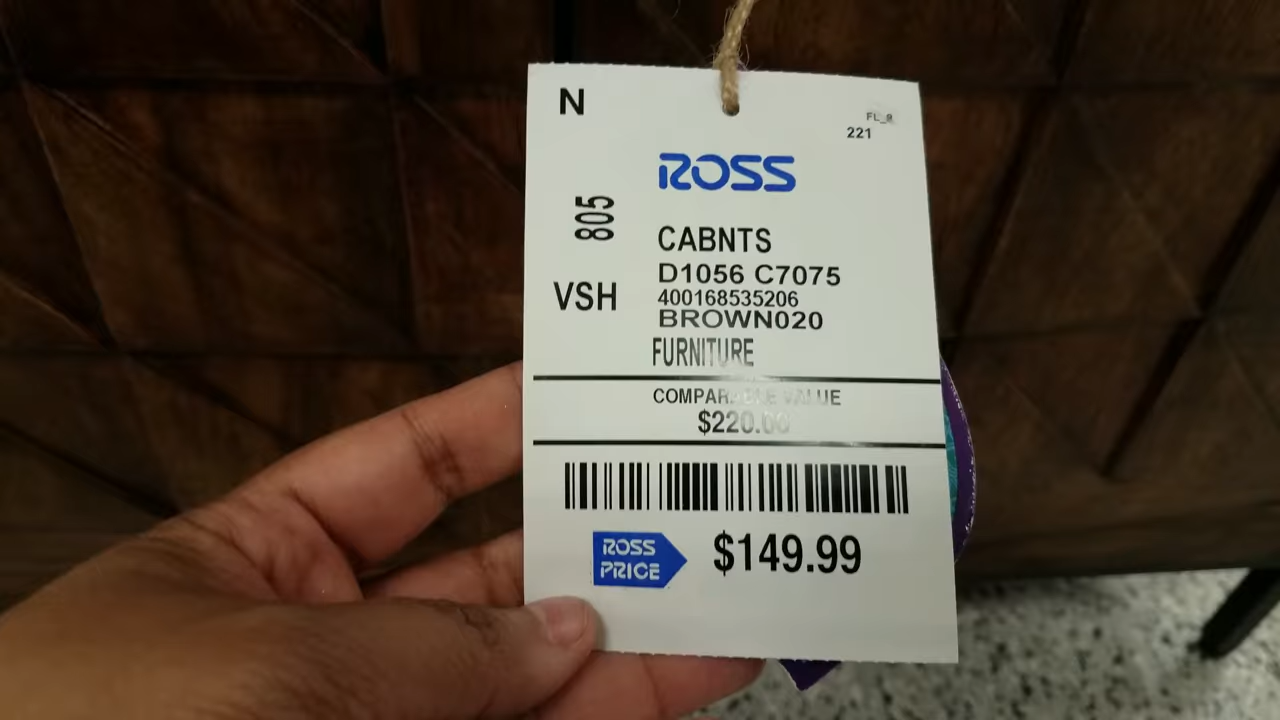 N
FL_9
221
ROSS
805
CABNTS
D1056 C7075
400168535206
VSH
BROWN020
FURNITURE
COMPARABLE VALUE
$220.00
ROSS
PRICE
$149.99